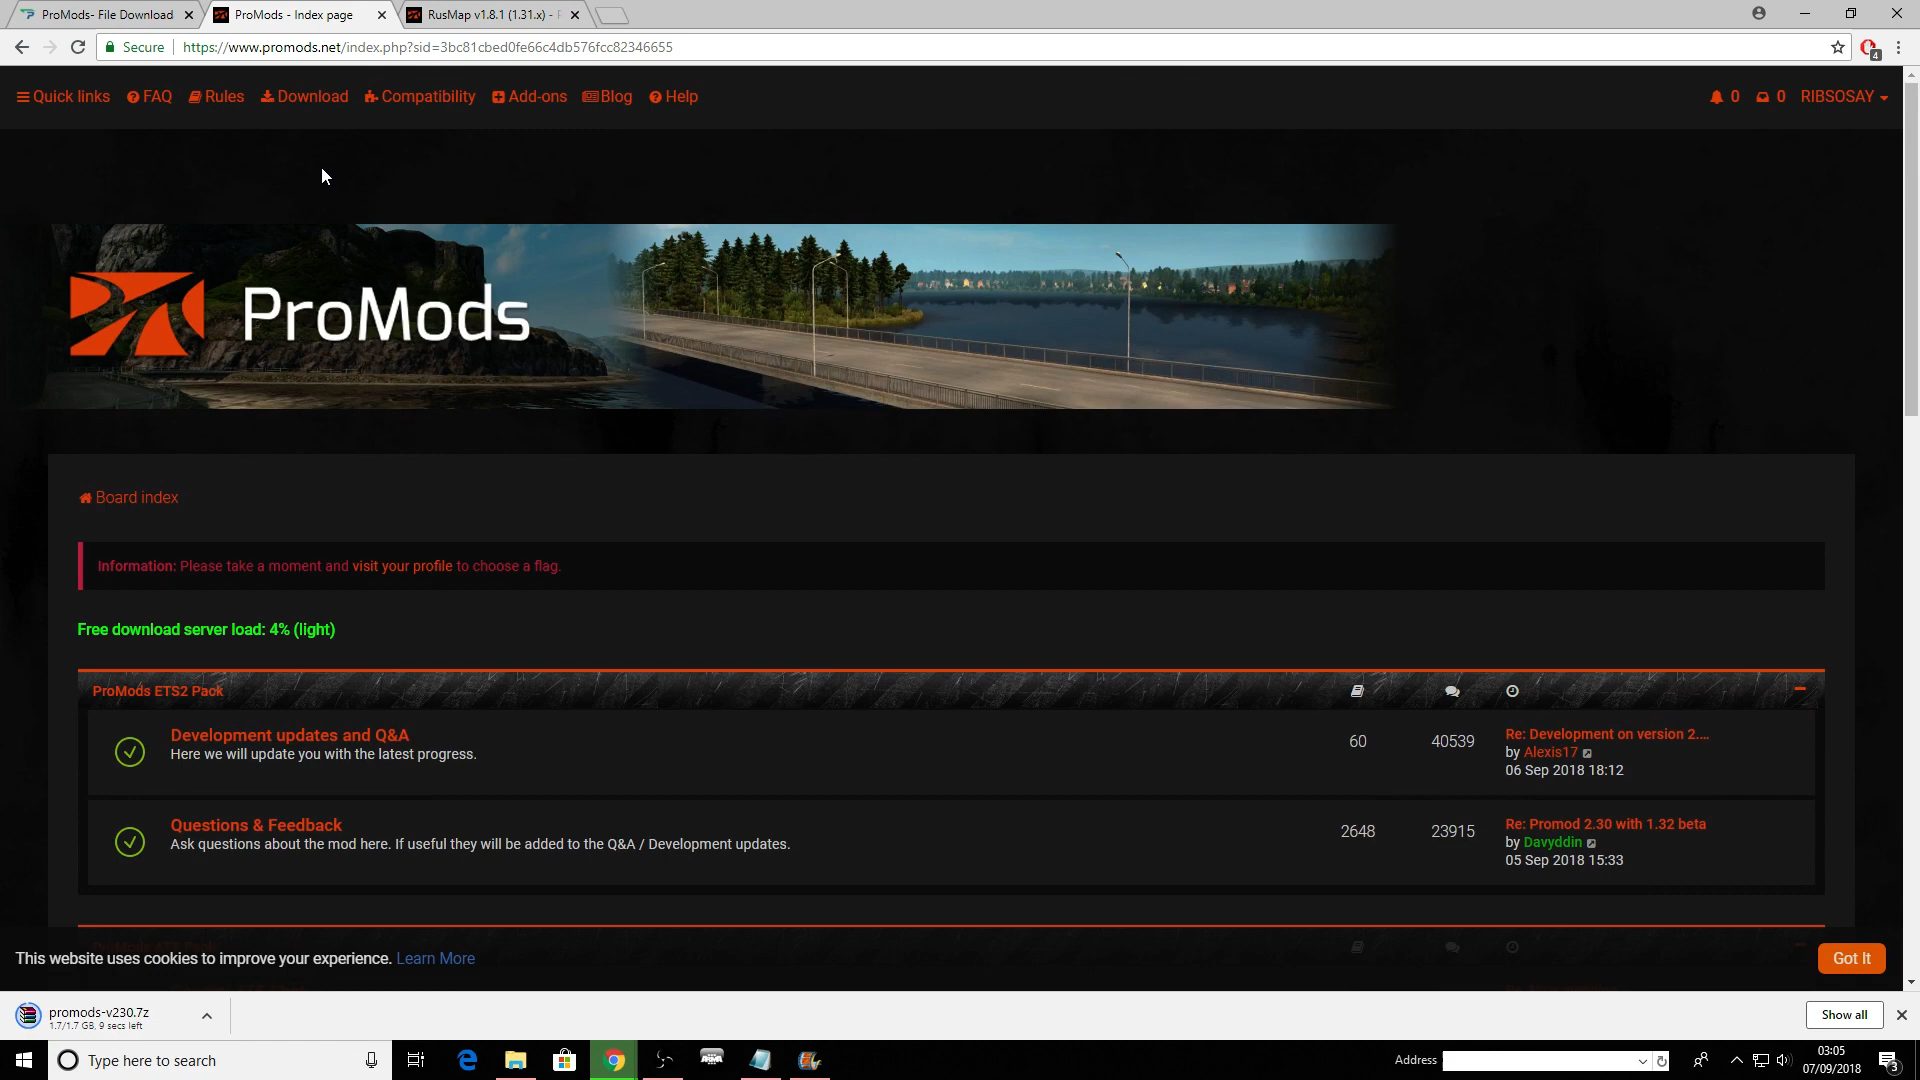 ProMods- File Download
ProMods - Index page
RusMap v1.8.1 (1.31.x) -
4
Secure
https://www.promods.net/index.php?sid=3bc81cbed0fe66c4db576fcc82346655
Quick links
FAQ
Rules
Download
Compatibility
Add-ons
Blog
Help
0
0
RIBSOSAY
ProMods
Board index
Information: Please take a moment and visit your profile to choose a flag.
Free download server load: 4% (light)
ProMods ETS2 Pack
Development updates and Q&A
Here we will update you with the latest progress.
60
40539
Re: Development on version 2....
by Alexis17
06 Sep 2018 18:12
Questions & Feedback
Ask questions about the mod here. If useful they will be added to the Q&A / Development updates.
2648
23915
Re: Promod 2.30 with 1.32 beta
by Davyddin
05 Sep 2018 15:33
This website uses cookies to improve your experience. Learn More
Got It
promods-v230.7z
1.7/1.7 GB, 9 secs left
Show all
Type here to search
Address
03:05
07/09/2018
3